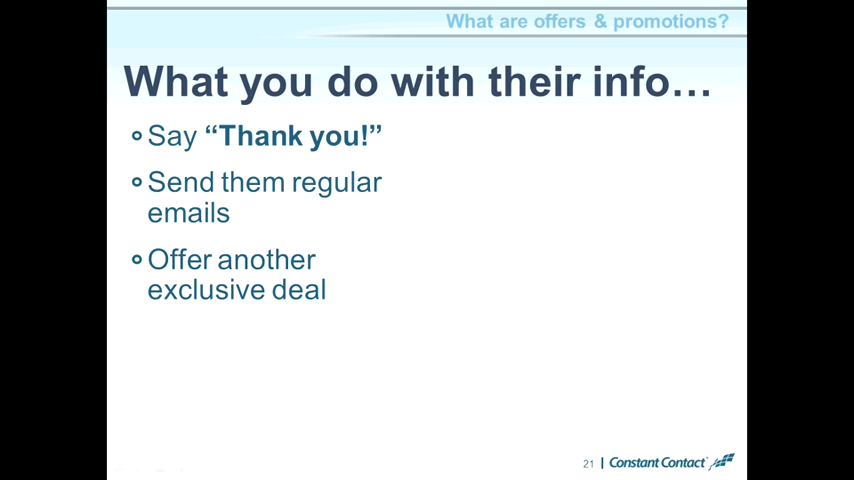 What are offers & promotions?
What you do with their info…
Say “Thank you!”
Send them regular
emails
Offer another
exclusive deal
21 | Constant Contact